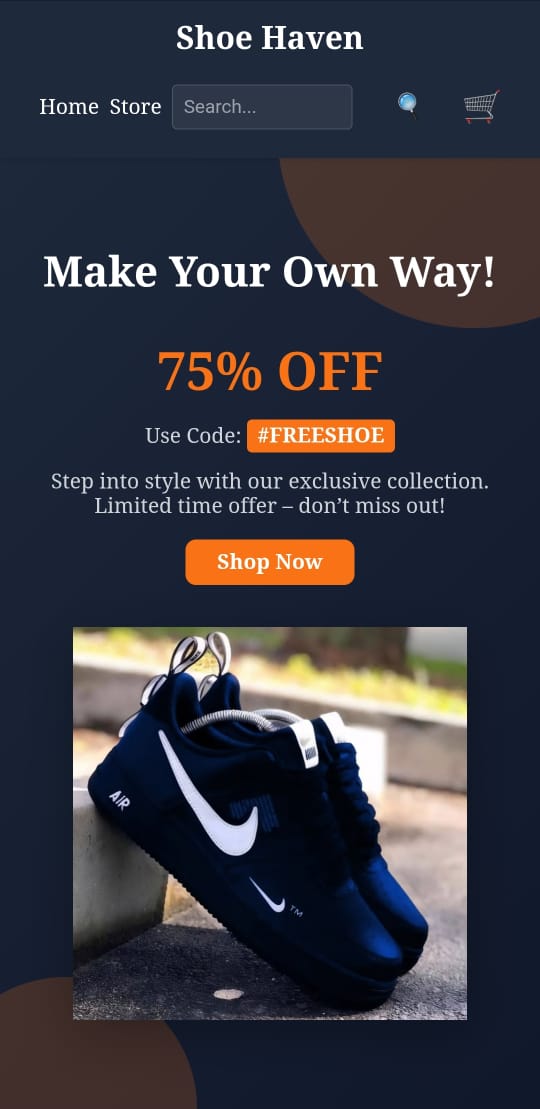 Shoe Haven
Home Store Search...
Make Your Own Way!
75% OFF
Use Code: #FREESHOE
Step into style with our exclusive collection.
Limited time offer – don’t miss out!
Shop Now
AIR
TM